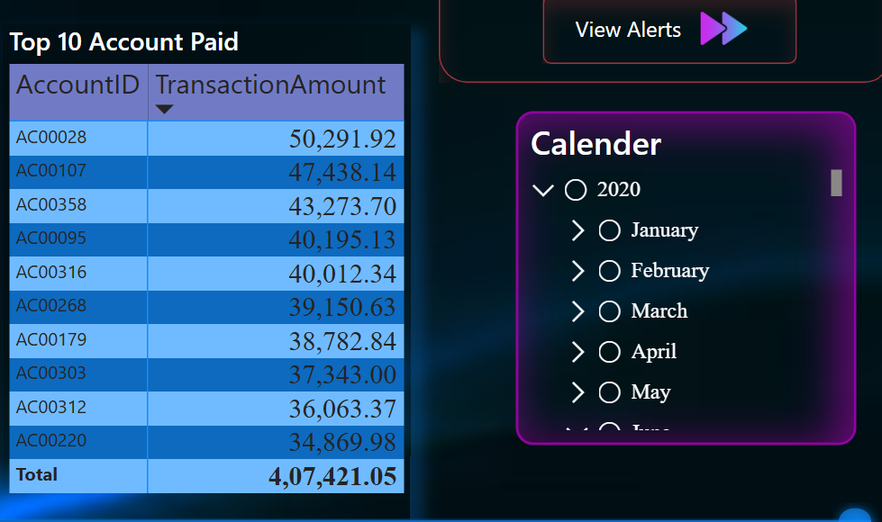 View Alerts
Top 10 Account Paid
AccountID TransactionAmount
AC00028 50,291.92
AC00107 47,438.14
AC00358 43,273.70
AC00095 40,195.13
AC00316 40,012.34
AC00268 39,150.63
AC00179 38,782.84
AC00303 37,343.00
AC00312 36,063.37
AC00220 34,869.98
Total 4,07,421.05
Calender
2020
January
February
March
April
May